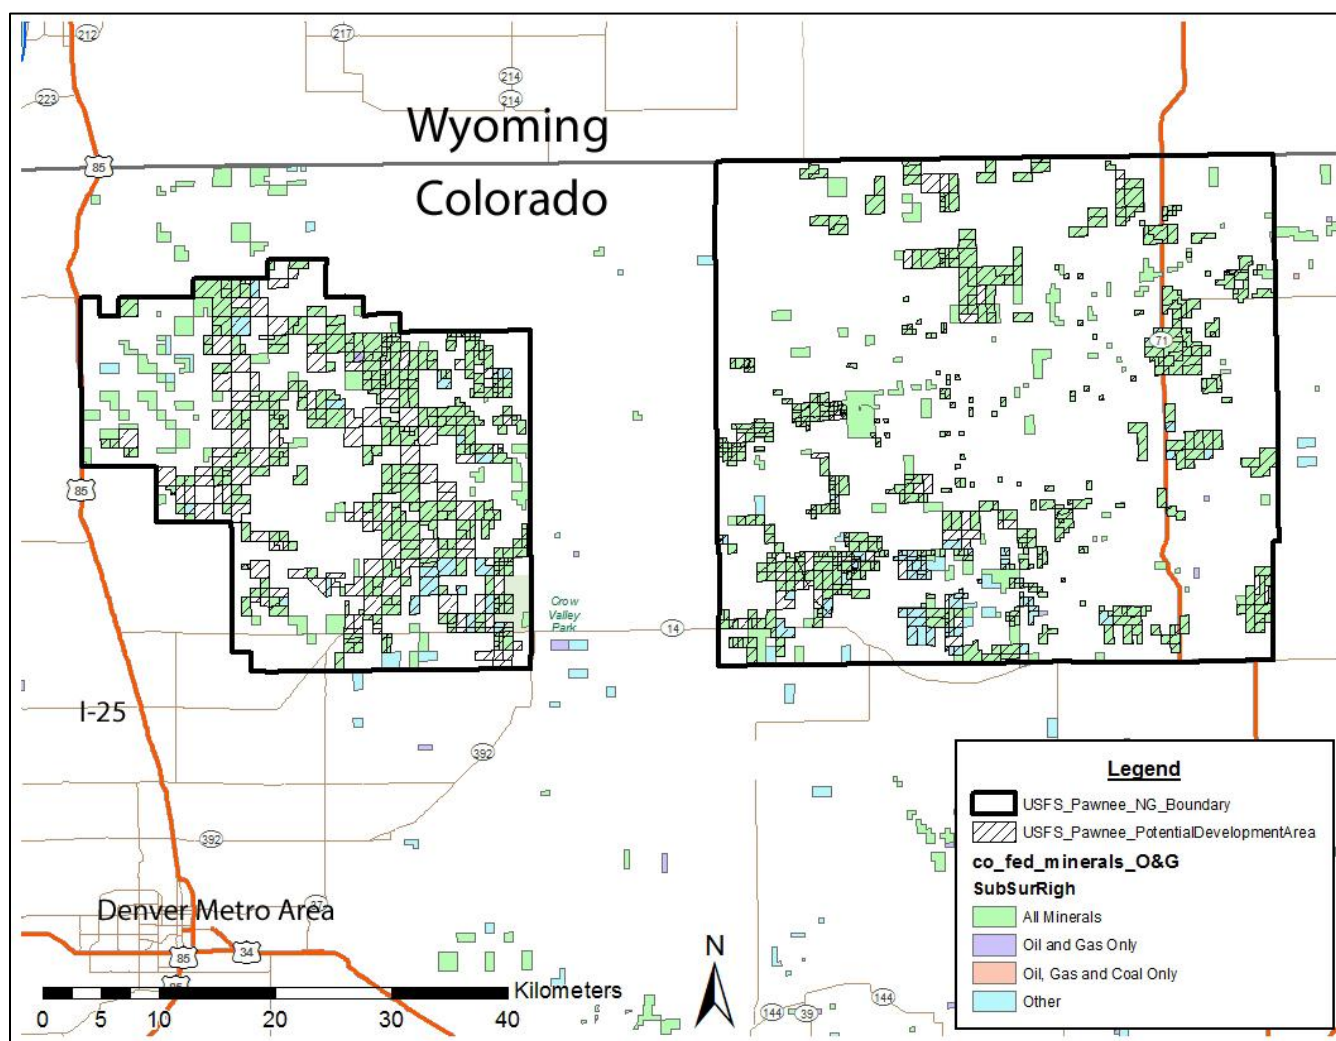 212
217
214
214
223
Wyoming
85
Colorado
71
85
Crow
Valley
Park
14
I-25
392
392
37
Denver Metro Area
85
34
85
N
Kilometers
0 5 10 20 30 40
144
39
144
Legend
USFS_Pawnee_NG_Boundary
USFS_Pawnee_PotentialDevelopmentArea
co_fed_minerals_O&G
SubSurRigh
All Minerals
Oil and Gas Only
Oil, Gas and Coal Only
Other